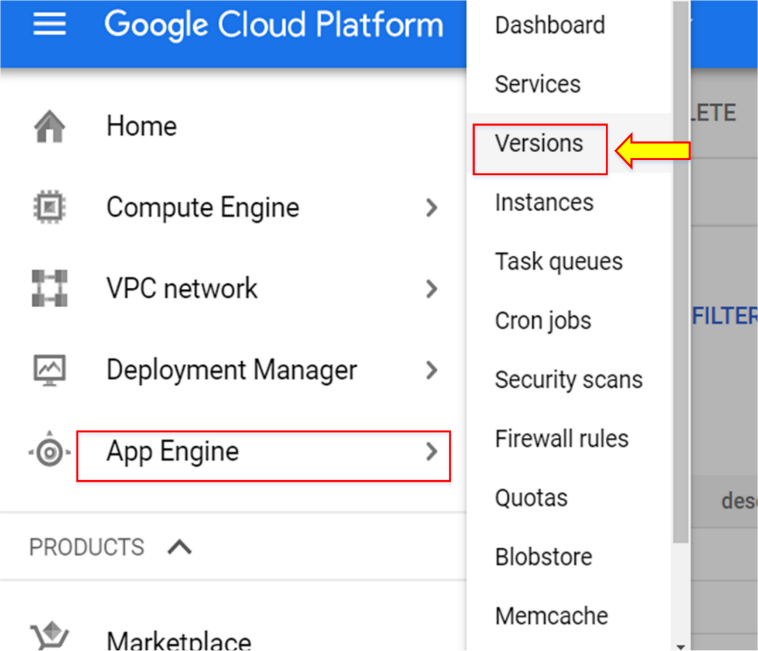 Google Cloud Platform
Home
Compute Engine
VPC network
Deployment Manager
App Engine
PRODUCTS
Marketplace
Dashboard
Services
Versions
Instances
Task queues
Cron jobs
Security scans
Firewall rules
Quotas
Blobstore
Memcache
LETE
FILTER
des